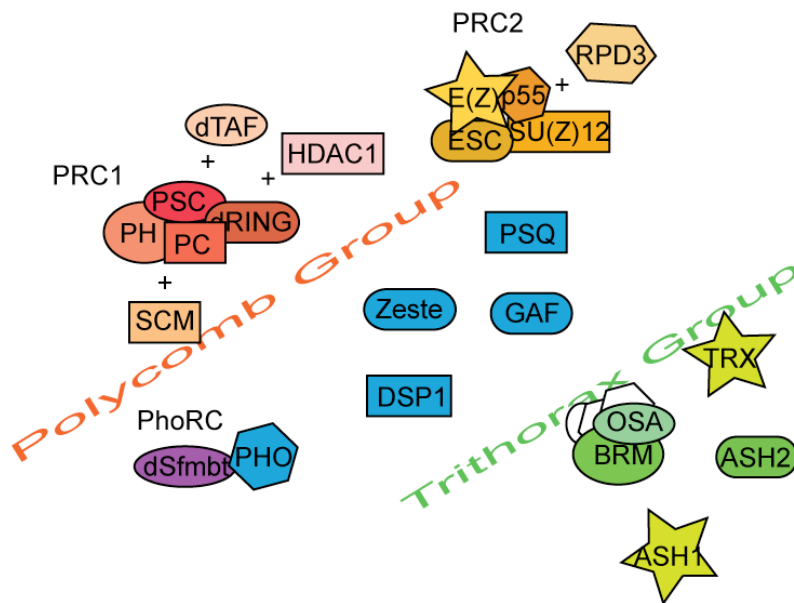 PRC2
RPD3
E(Z)
p55
+
ESC
SU(Z)12
dTAF
+
HDAC1
+
PRC1
PSC
dRING
PH
PC
+
SCM
Polycomb Group
PSQ
Zeste
GAF
DSP1
Trithorax Group
TRX
PhoRC
dSfmbt
PHO
OSA
BRM
ASH2
ASH1